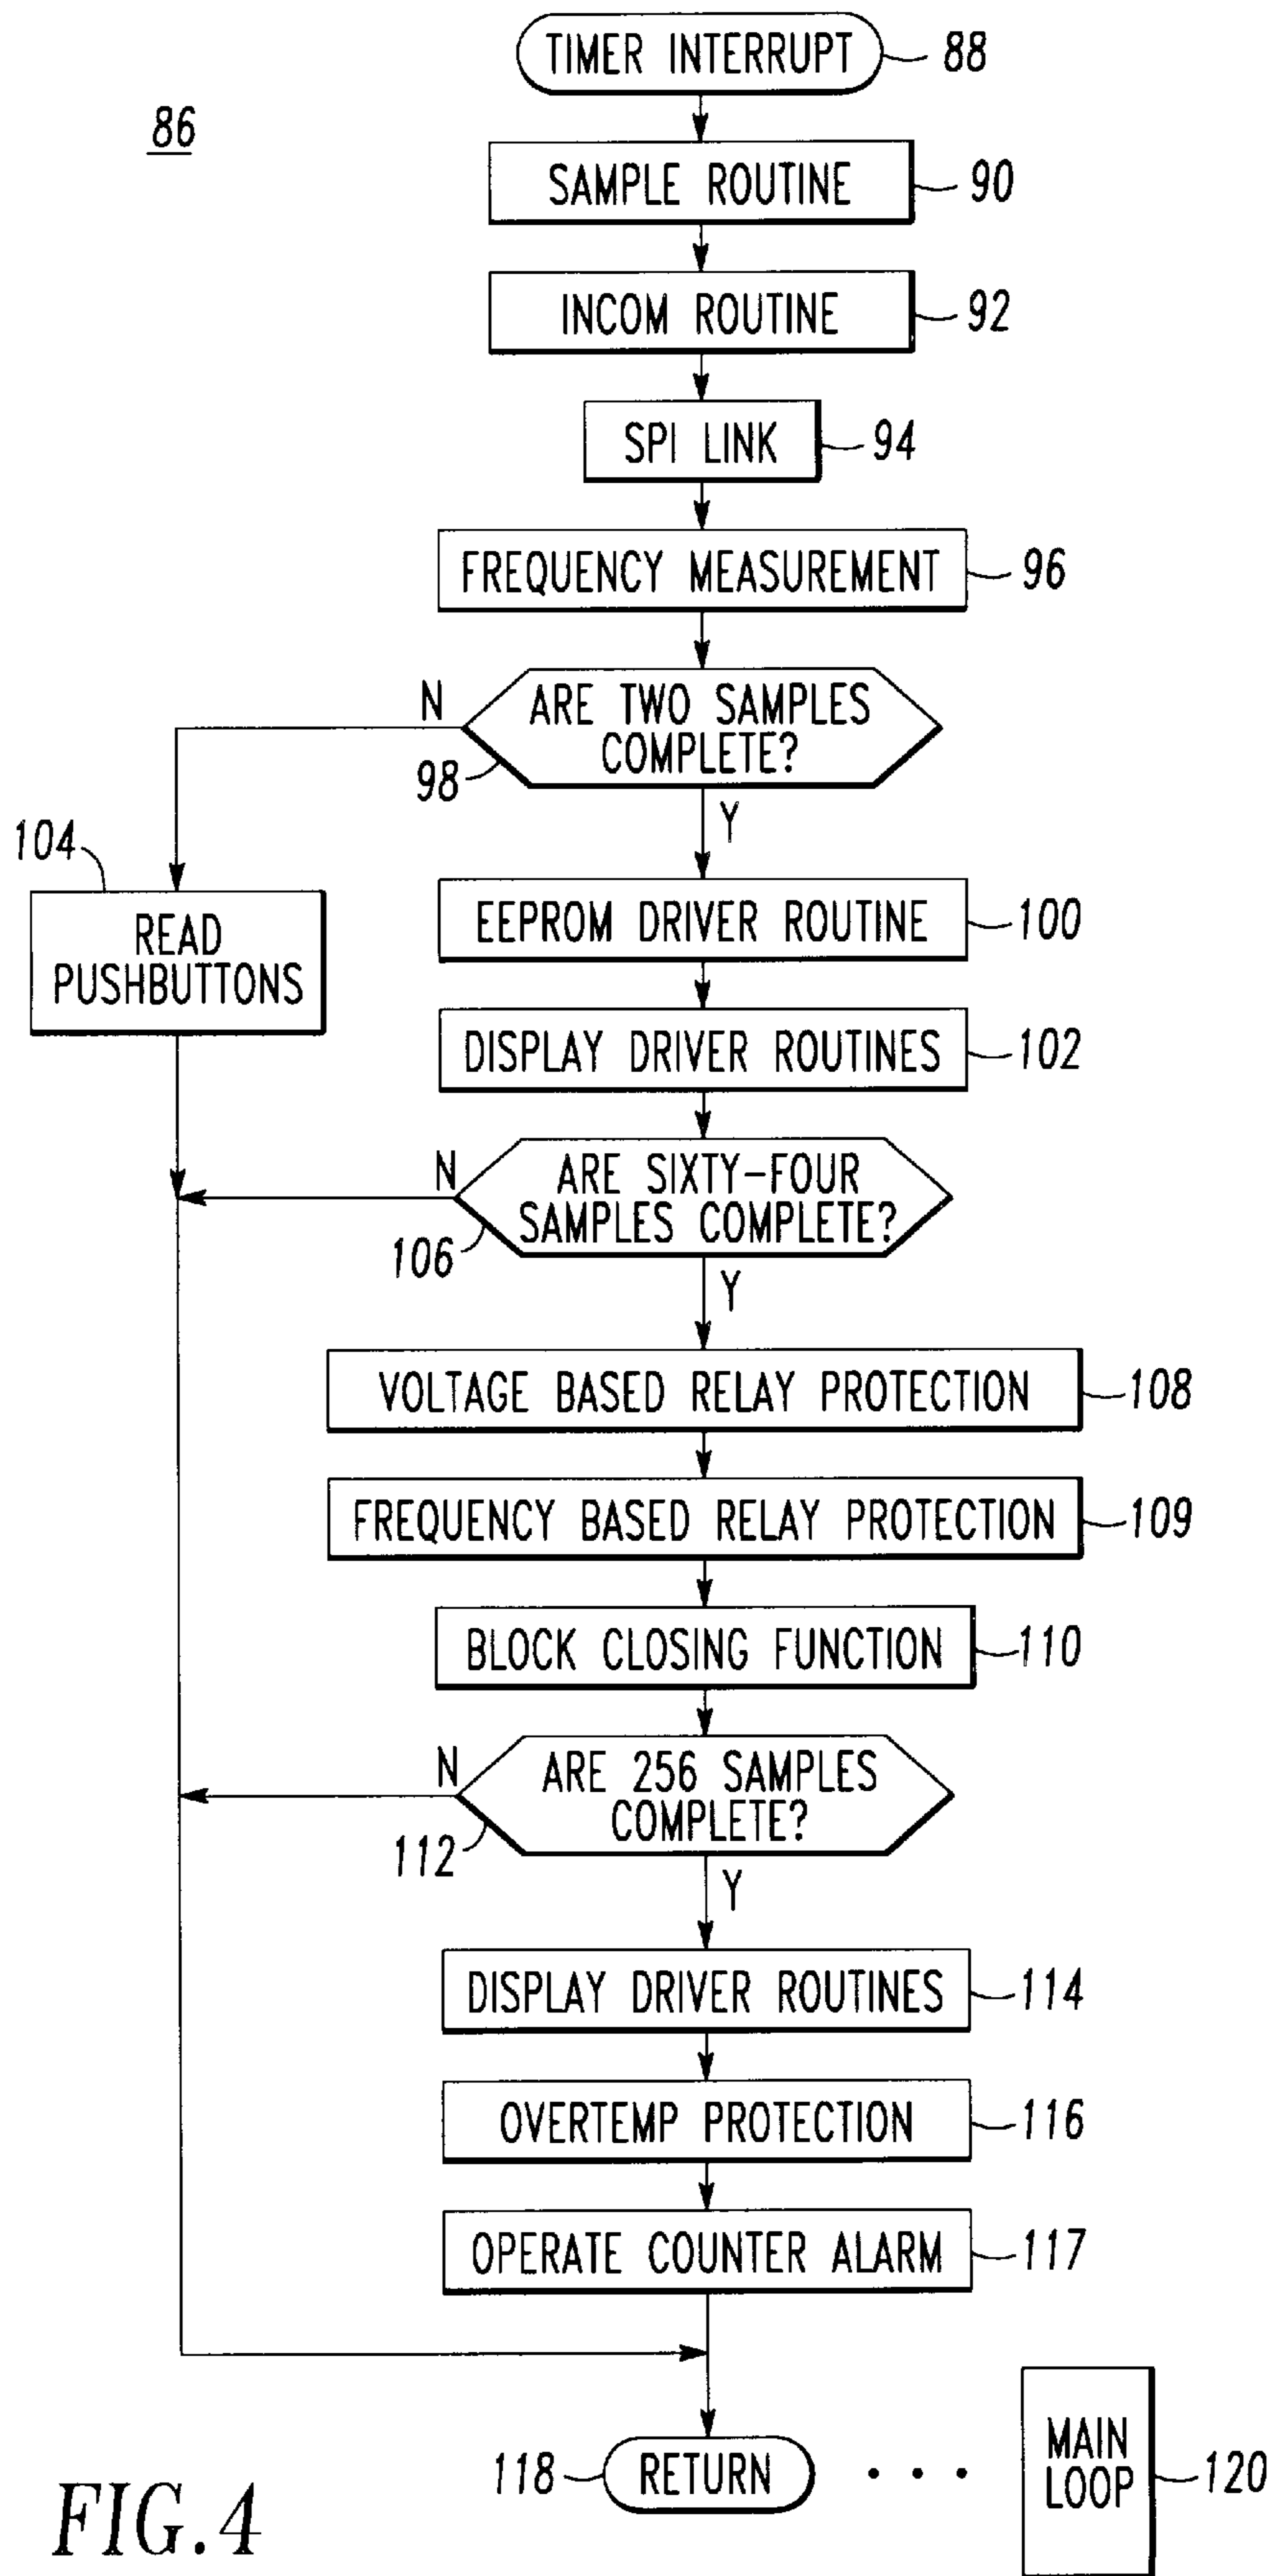 TIMER INTERRUPT
88
86
SAMPLE ROUTINE
90
INCOM ROUTINE
92
SPI LINK
94
FREQUENCY MEASUREMENT
96
N
ARE TWO SAMPLES
COMPLETE?
98
Y
104
READ
PUSHBUTTONS
EEPROM DRIVER ROUTINE
100
DISPLAY DRIVER ROUTINES
102
N
ARE SIXTY-FOUR
SAMPLES COMPLETE?
106
Y
VOLTAGE BASED RELAY PROTECTION
108
FREQUENCY BASED RELAY PROTECTION
109
BLOCK CLOSING FUNCTION
110
N
ARE 256 SAMPLES
COMPLETE?
112
Y
DISPLAY DRIVER ROUTINES
114
OVERTEMP PROTECTION
116
OPERATE COUNTER ALARM
117
118
RETURN
• • •
MAIN
LOOP
120
FIG.4